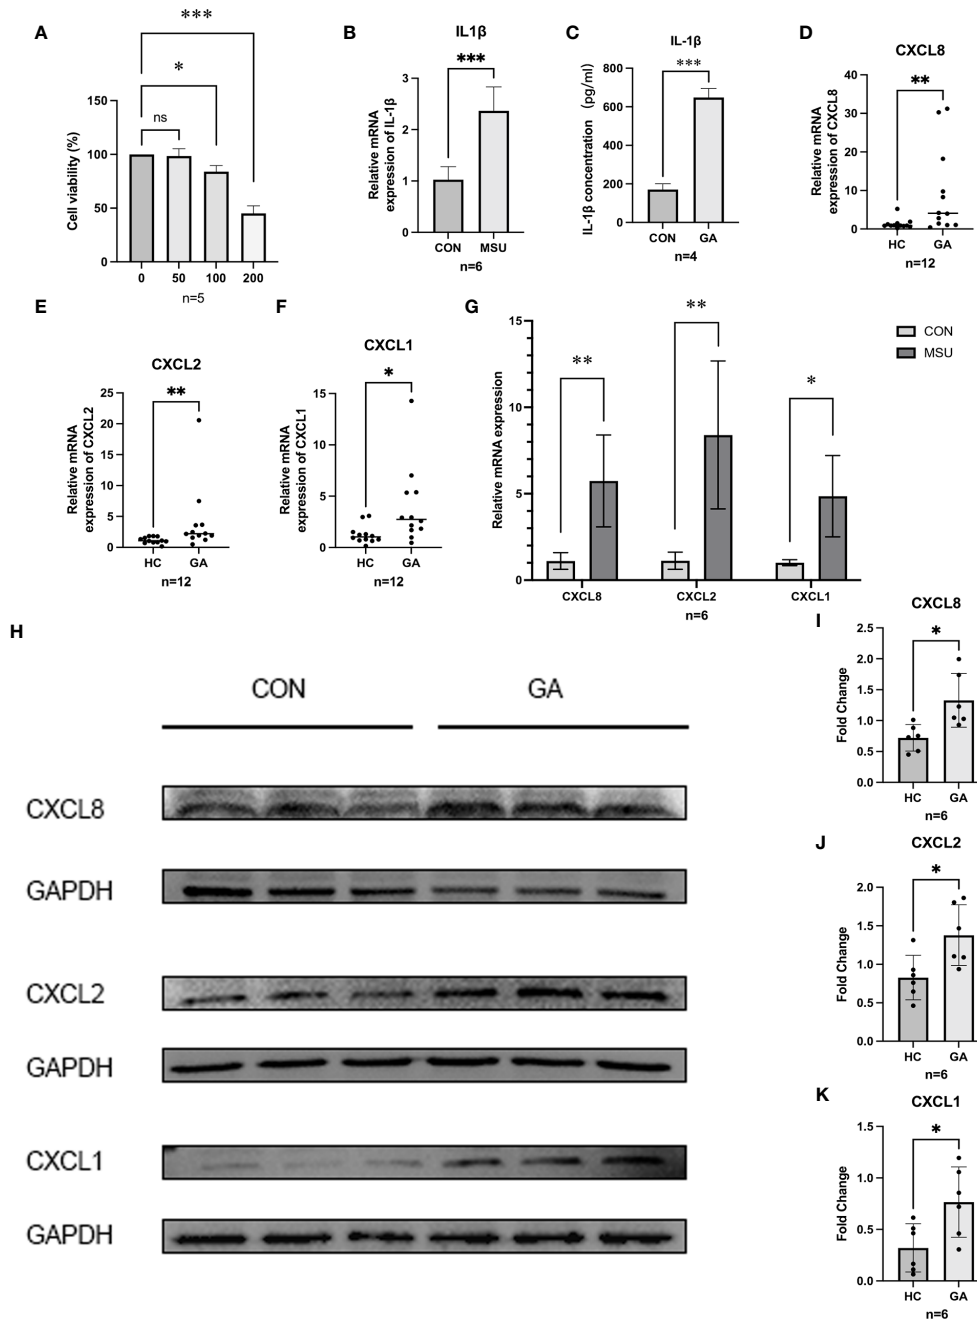 A
***
*
ns
Cell viability (%)
150
100
50
0
0 50 100 200
n=5
B
IL1β
***
Relative mRNA
expression of IL-1β
3
2
1
0
CON MSU
n=6
C
IL-1β
***
IL-1β concentration (pg/ml)
800
600
400
200
0
CON GA
n=4
D
CXCL8
**
Relative mRNA
expression of CXCL8
40
30
20
10
0
HC GA
n=12
E
CXCL2
**
Relative mRNA
expression of CXCL2
25
20
15
10
5
0
HC GA
n=12
F
CXCL1
*
Relative mRNA
expression of CXCL1
15
10
5
0
HC GA
n=12
G
**
**
*
CON
MSU
Relative mRNA expression
15
10
5
0
CXCL8 CXCL2 CXCL1
n=6
H
CON GA
CXCL8
GAPDH
CXCL2
GAPDH
CXCL1
GAPDH
I
CXCL8
*
Fold Change
2.5
2.0
1.5
1.0
0.5
0.0
HC GA
n=6
J
CXCL2
*
Fold Change
2.0
1.5
1.0
0.5
0.0
HC GA
n=6
K
CXCL1
*
Fold Change
1.5
1.0
0.5
0.0
HC GA
n=6